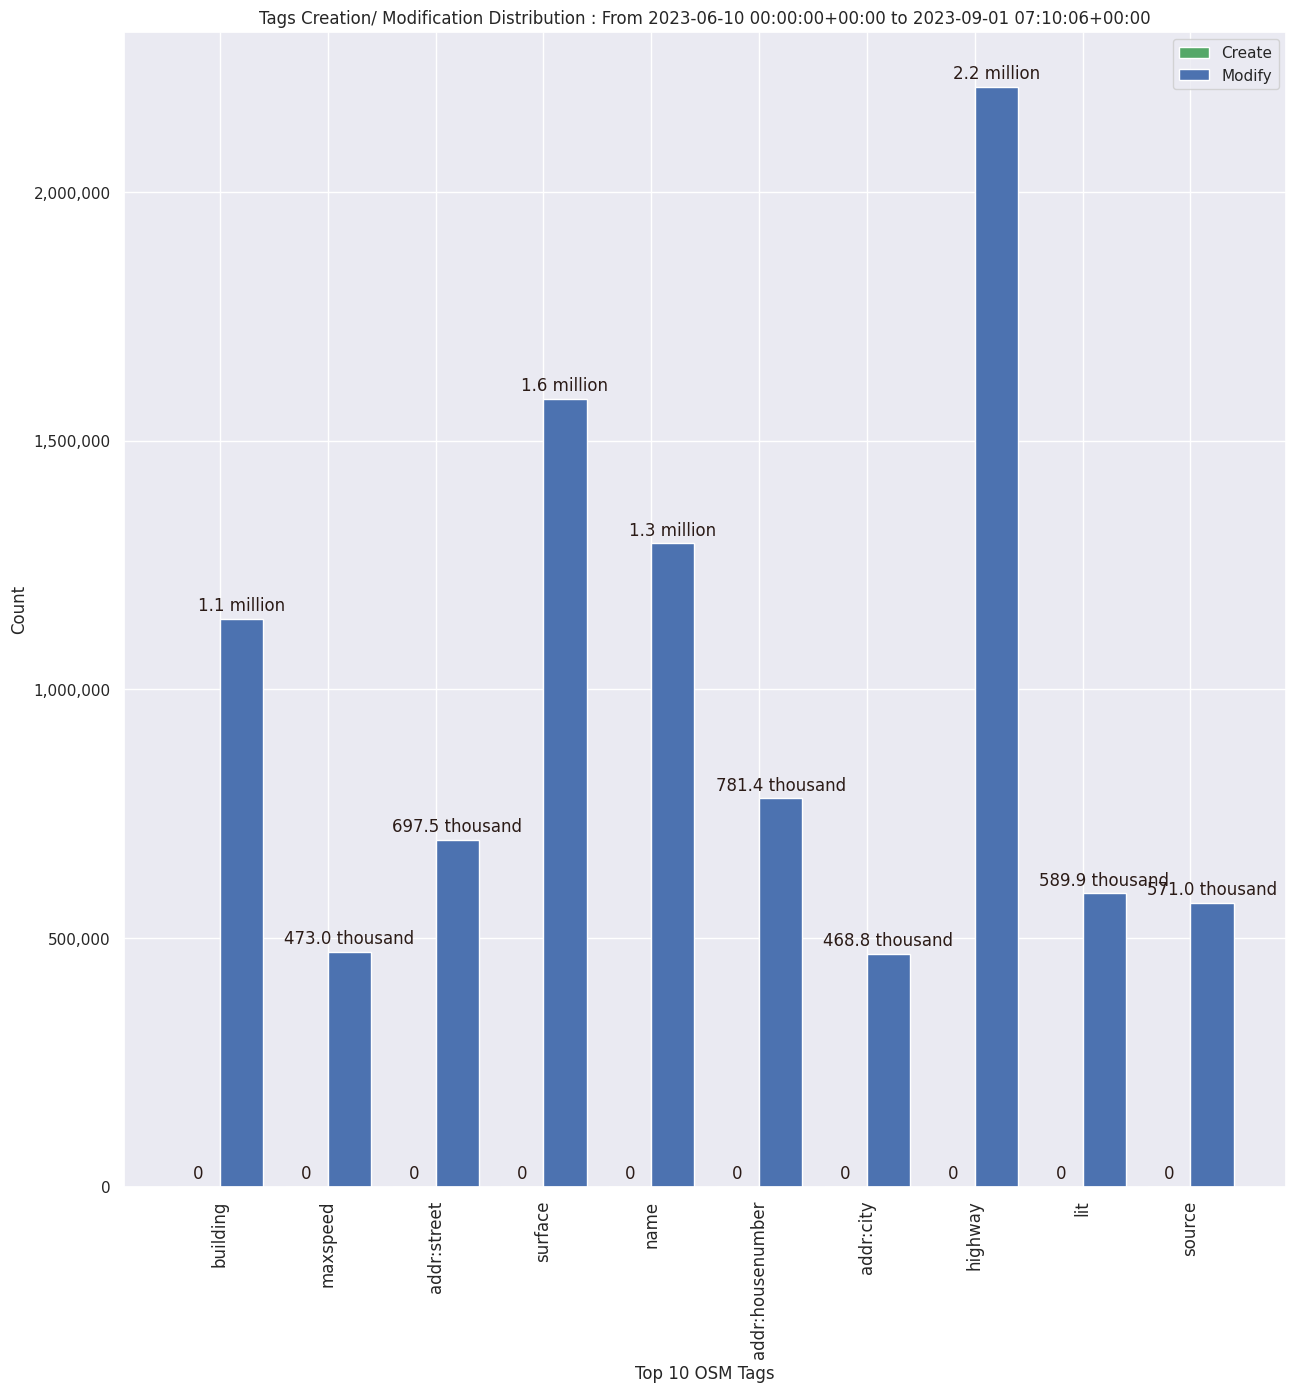 Tags Creation/ Modification Distribution : From 2023-06-10 00:00:00+00:00 to 2023-09-01 07:10:06+00:00
Create
Modify
2.2 million
2,000,000
1.6 million
1,500,000
1.3 million
1.1 million
1,000,000
781.4 thousand
697.5 thousand
589.9 thousand
571.0 thousand
500,000
473.0 thousand
468.8 thousand
0 0 0 0 0 0 0 0 0 0
0
Count
building
maxspeed
addr:street
surface
name
addr:housenumber
addr:city
highway
lit
source
Top 10 OSM Tags